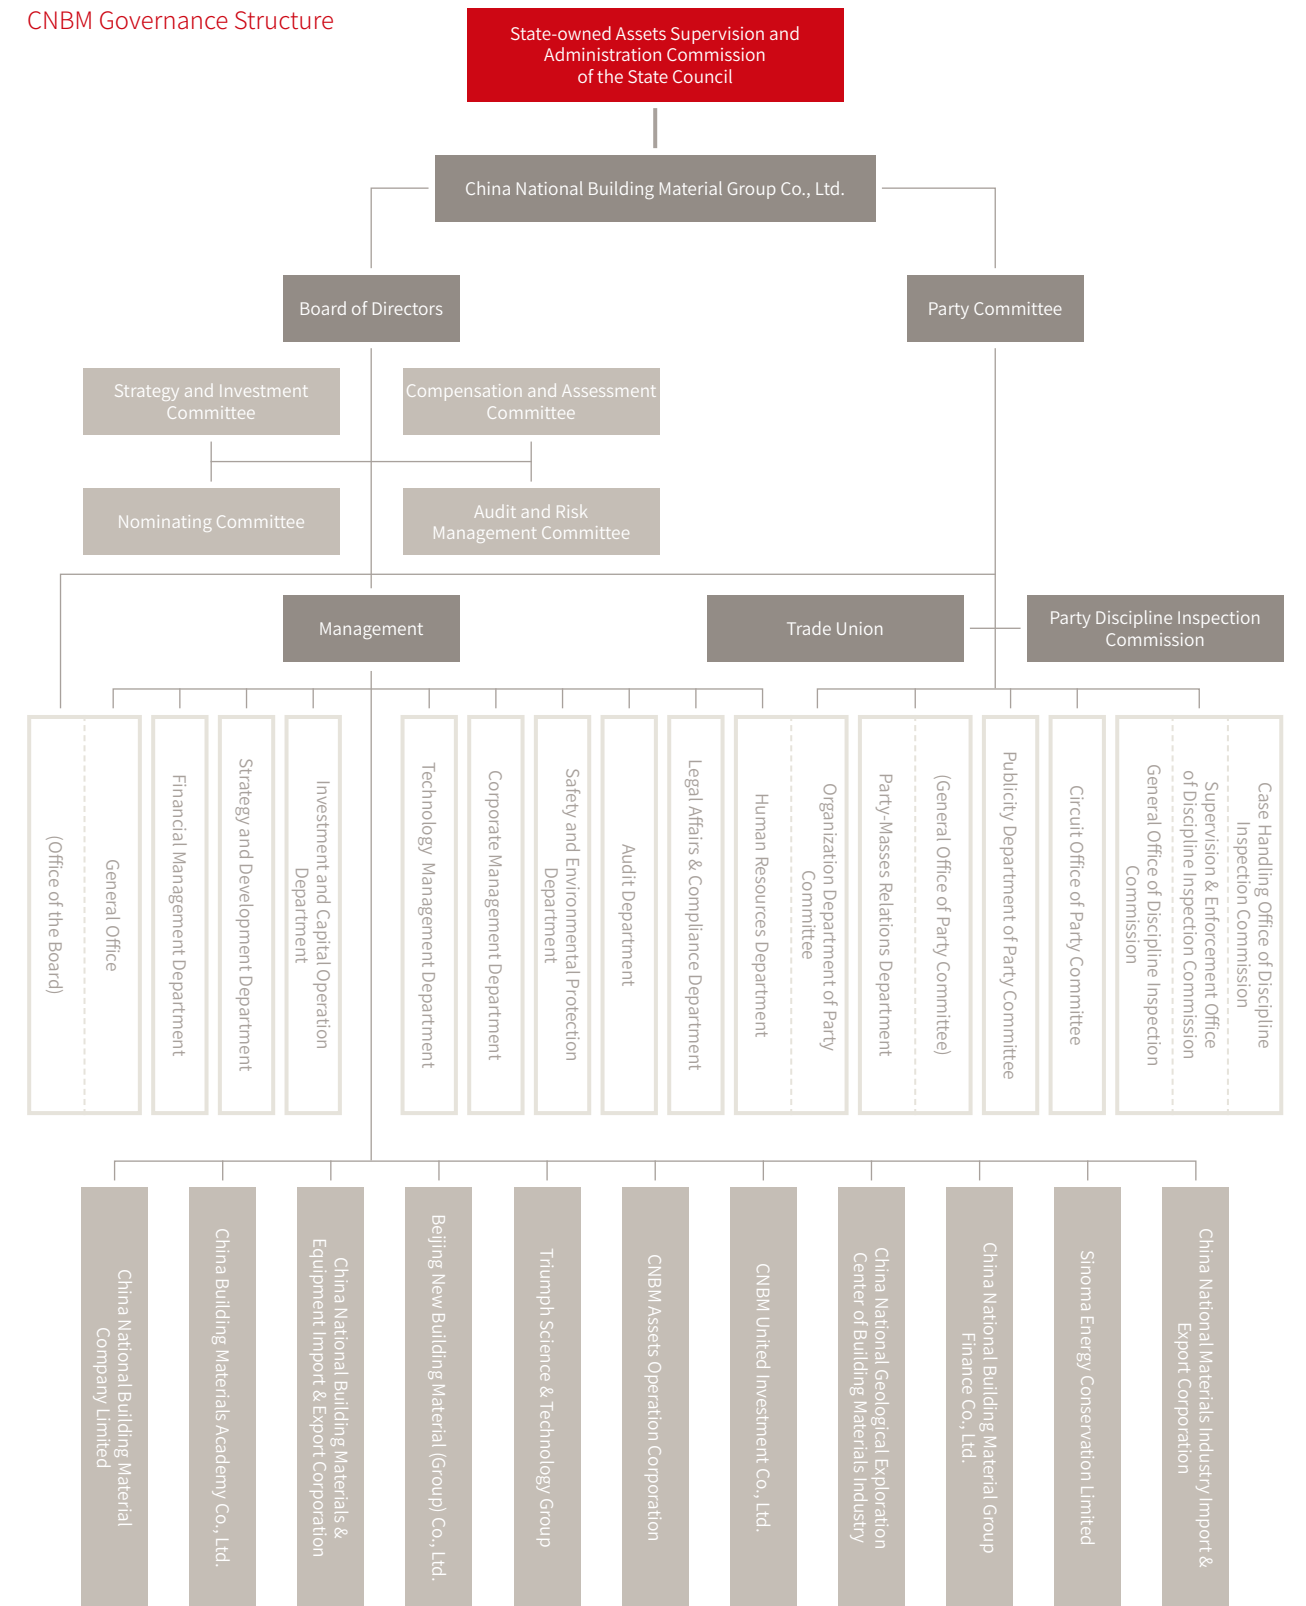 CNBM Governance Structure
State-owned Assets Supervision and
Administration Commission
of the State Council
China National Building Material Group Co., Ltd.
Board of Directors
Party Committee
Strategy and Investment
Committee
Compensation and Assessment
Committee
Nominating Committee
Audit and Risk
Management Committee
Management
Trade Union
Party Discipline Inspection
Commission
(Office of the Board)
General Office
Financial Management Department
Strategy and Development Department
Investment and Capital Operation
Department
Technology Management Department
Corporate Management Department
Safety and Environmental Protection
Department
Audit Department
Legal Affairs & Compliance Department
Human Resources Department
Organization Department of Party
Committee
Party-Masses Relations Department
(General Office of Party Committee)
Publicity Department of Party Committee
Circuit Office of Party Committee
General Office of Discipline Inspection
Commission
Supervision & Enforcement Office
of Discipline Inspection Commission
Case Handling Office of Discipline
Inspection Commission
China National Building Material
Company Limited
China Building Materials Academy Co., Ltd.
China National Building Materials &
Equipment Import & Export Corporation
Beijing New Building Material (Group) Co., Ltd.
Triumph Science & Technology Group
CNBM Assets Operation Corporation
CNBM United Investment Co., Ltd.
China National Geological Exploration
Center of Building Materials Industry
China National Building Material Group
Finance Co., Ltd.
Sinoma Energy Conservation Limited
China National Materials Industry Import &
Export Corporation